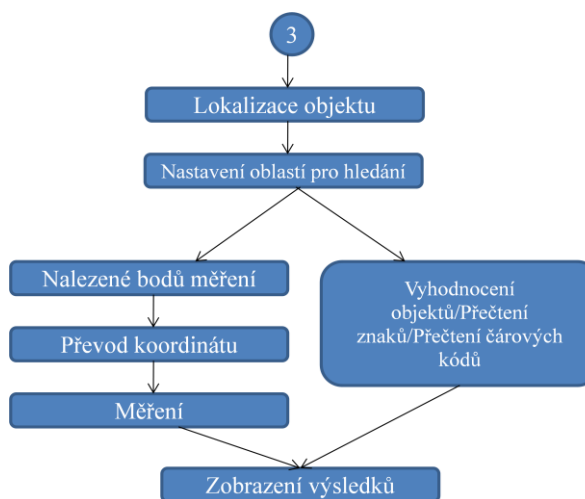 3
Lokalizace objektu
Nastavení oblastí pro hledání
Nalezené bodů měření
Převod koordinátu
Měření
Vyhodnocení
objektů/Přečtení
znaků/Přečtení čárových
kódů
Zobrazení výsledků